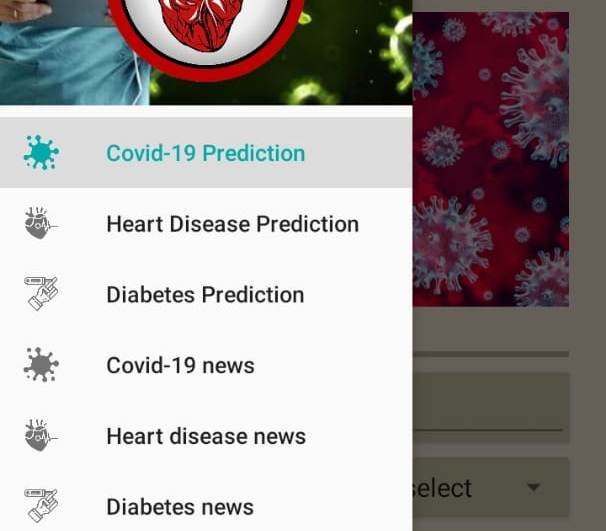 Covid-19 Prediction
Heart Disease Prediction
Diabetes Prediction
Covid-19 news
Heart disease news
select
Diabetes news